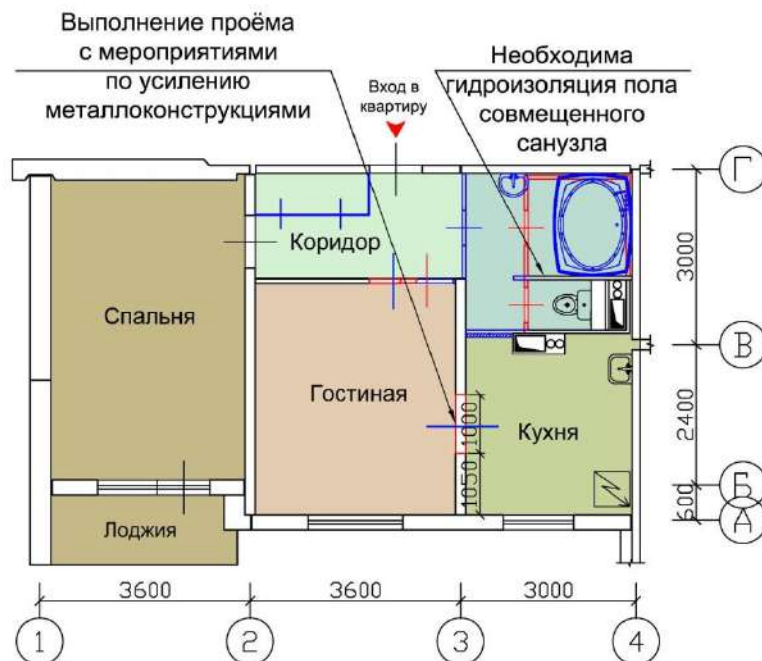 Выполнение проёма
с мероприятиями
по усилению
металлоконструкциями
Вход в
квартиру
Необходима
гидроизоляция пола
совмещенного
санузла
Г
Коридор
3000
Спальня
В
Гостиная
Кухня
1000
2400
1050
Б
600
А
Лоджия
3600
3600
3000
1
2
3
4